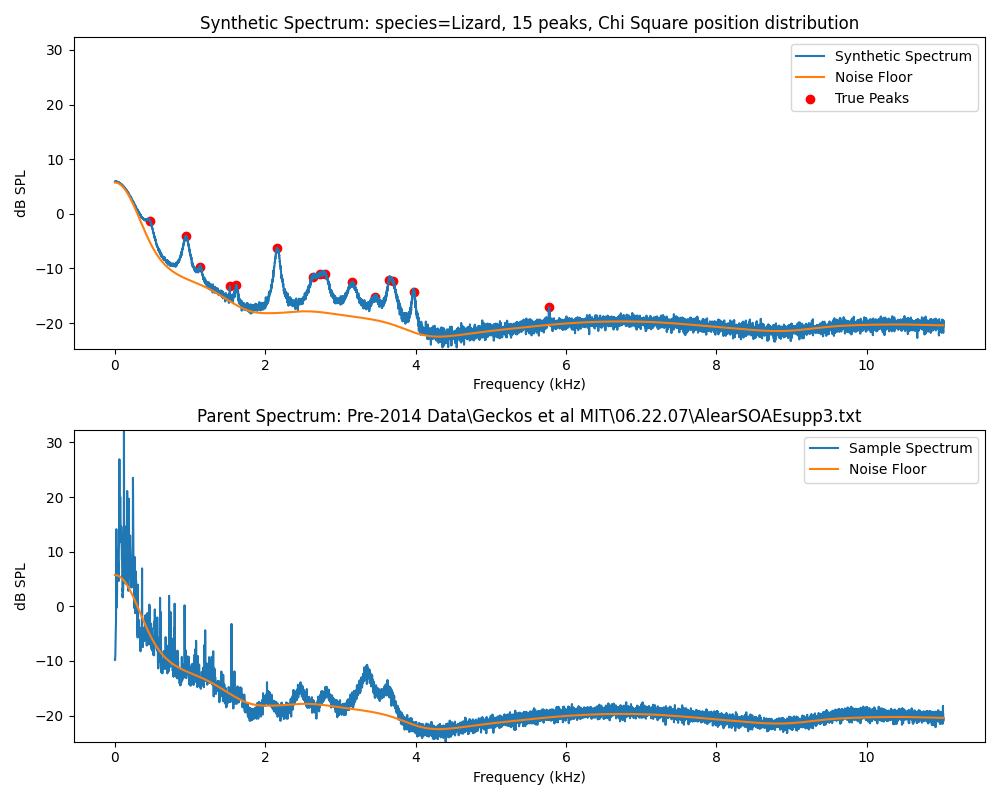 Synthetic Spectrum: species=Lizard, 15 peaks, Chi Square position distribution
30
20
10
0
−10
−20
dB SPL
Synthetic Spectrum
Noise Floor
True Peaks
0 2 4 6 8 10
Frequency (kHz)
Parent Spectrum: Pre-2014 Data\Geckos et al MIT\06.22.07\AlearSOAEsupp3.txt
30
20
10
0
−10
−20
dB SPL
Sample Spectrum
Noise Floor
0 2 4 6 8 10
Frequency (kHz)